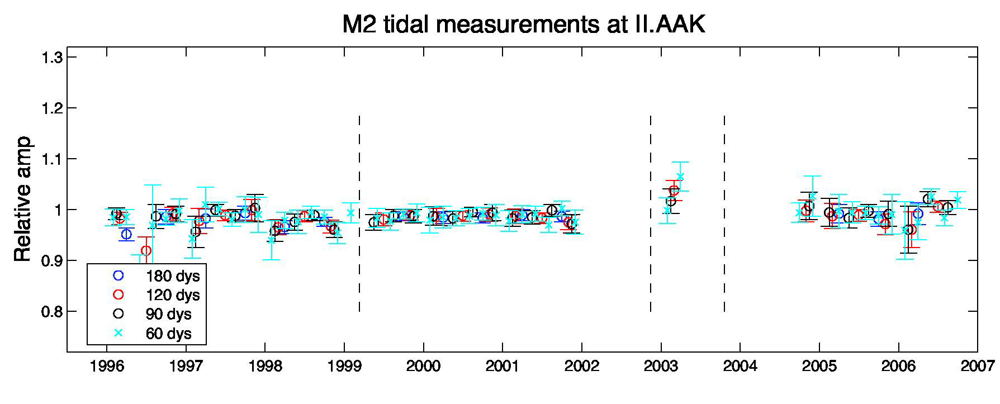 M2 tidal measurements at II.AAK
Relative amp
1.3
1.2
1.1
1
0.9
0.8
180 dys
120 dys
90 dys
60 dys
1996 1997 1998 1999 2000 2001 2002 2003 2004 2005 2006 2007